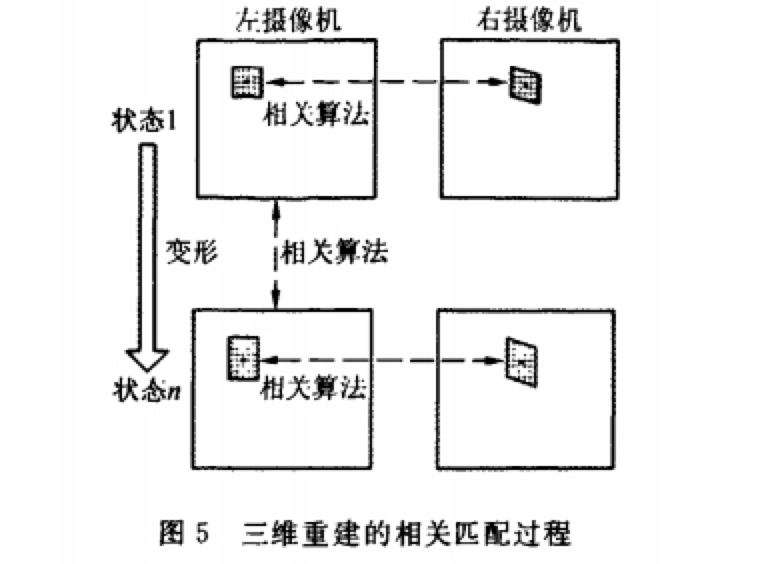 左摄像机 右摄像机
相关算法
状态1
变形 相关算法
状态n
相关算法
图 5 三维重建的相关匹配过程